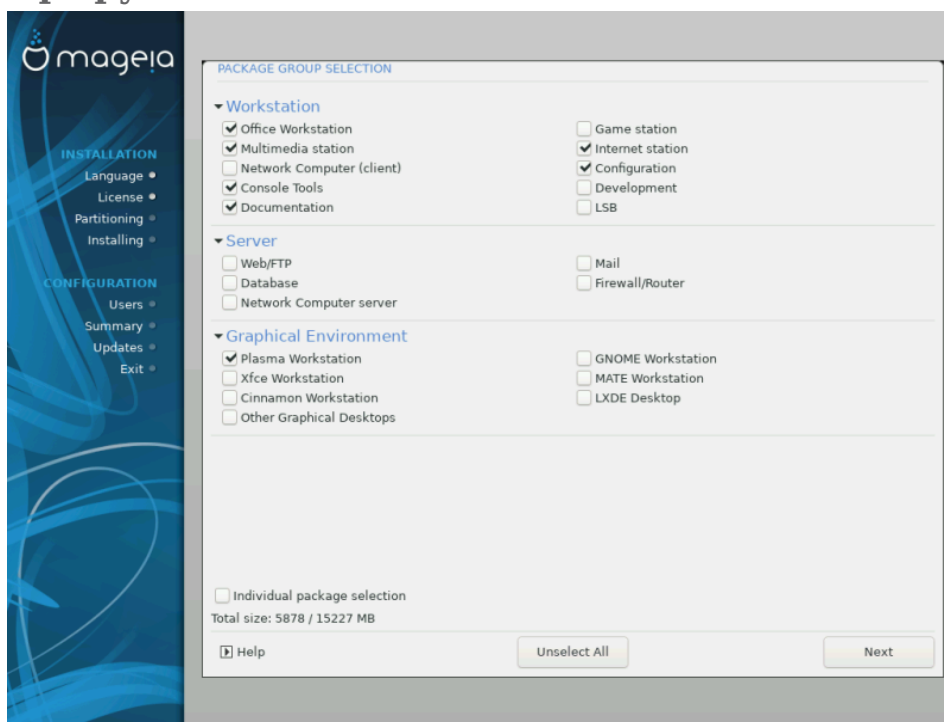 mageia
INSTALLATION
Language
License
Partitioning
Installing
CONFIGURATION
Users
Summary
Updates
Exit
PACKAGE GROUP SELECTION
Workstation
Office Workstation
Game station
Multimedia station
Internet station
Network Computer (client)
Configuration
Console Tools
Development
Documentation
LSB
Server
Web/FTP
Mail
Database
Firewall/Router
Network Computer server
Graphical Environment
Plasma Workstation
GNOME Workstation
Xfce Workstation
MATE Workstation
Cinnamon Workstation
LXDE Desktop
Other Graphical Desktops
Individual package selection
Total size: 5878 / 15227 MB
Help
Unselect All
Next